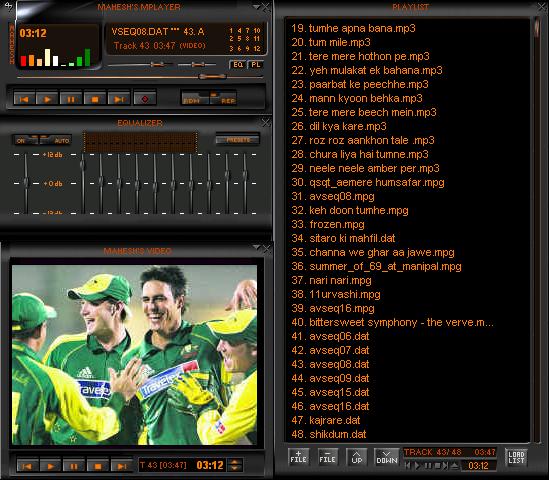 MAHESH'S MPLAYER
MAHESH
03:12
VSEQ08.DAT *** 43. A
Track 43 03:47 (VIDEO)
1 4 7 10
2 5 8 11
3 6 9 12
EQ PL
RDM REP
EQUALIZER
ON AUTO
PRESETS
+12 db
+0 db
-12 db
MAHESH'S VIDEO
Travelex
Travelex
T 43 [03:47] 03:12
PLAYLIST
19. tumhe apna bana.mp3
20. tum mile.mp3
21. tere mere hothon pe.mp3
22. yeh mulakat ek bahana.mp3
23. paarbat ke peechhe.mp3
24. mann kyoon behka.mp3
25. tere mere beech mein.mp3
26. dil kya kare.mp3
27. roz roz aankhon tale .mp3
28. chura liya hai tumne.mp3
29. neele neele amber per.mp3
30. qsqt_aemere humsafar.mpg
31. avseq08.mpg
32. keh doon tumhe.mpg
33. frozen.mpg
34. sitaro ki mahfil.dat
35. channa we ghar aa jawe.mpg
36. summer_of_69_at_manipal.mpg
37. nari nari.mpg
38. 11urvashi.mpg
39. avseq16.mpg
40. bittersweet symphony - the verve.m...
41. avseq06.dat
42. avseq07.dat
43. avseq08.dat
44. avseq09.dat
45. avseq15.dat
46. avseq16.dat
47. kajrare.dat
48. shikdum.dat
+ FILE
- FILE
UP
DOWN
TRACK 43/ 48 03:47
03:12
LOAD LIST